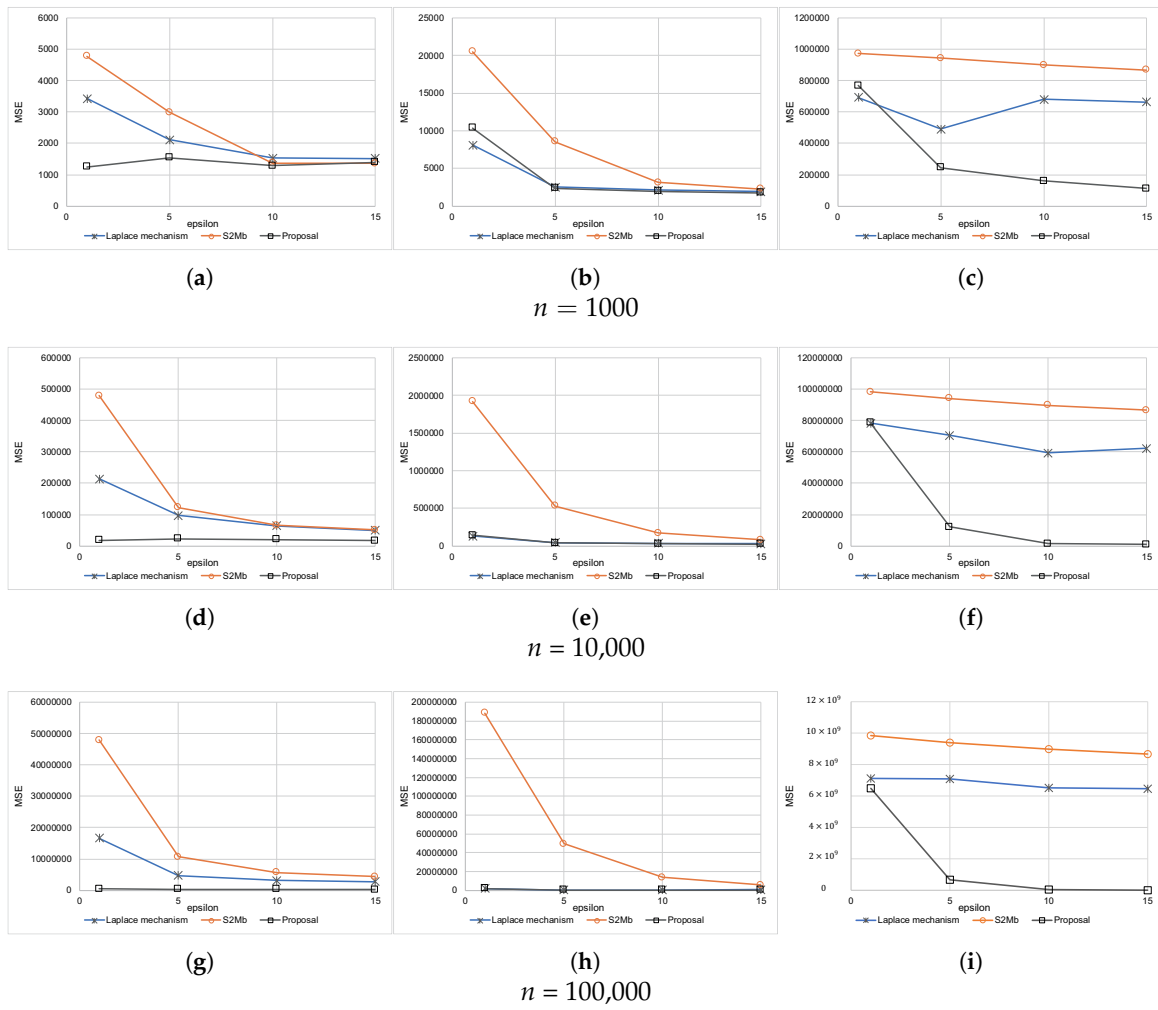 6000
5000
4000
3000
2000
1000
0
MSE
0 5 10 15
epsilon
Laplace mechanism S2Mb Proposal
(a)
25000
20000
15000
10000
5000
0
MSE
0 5 10 15
epsilon
Laplace mechanism S2Mb Proposal
(b)
1200000
1000000
800000
600000
400000
200000
0
MSE
0 5 10 15
epsilon
Laplace mechanism S2Mb Proposal
(c)
n = 1000
600000
500000
400000
300000
200000
100000
0
MSE
0 5 10 15
epsilon
Laplace mechanism S2Mb Proposal
(d)
2500000
2000000
1500000
1000000
500000
0
MSE
0 5 10 15
epsilon
Laplace mechanism S2Mb Proposal
(e)
120000000
100000000
80000000
60000000
40000000
20000000
0
MSE
0 5 10 15
epsilon
Laplace mechanism S2Mb Proposal
(f)
n = 10,000
60000000
50000000
40000000
30000000
20000000
10000000
0
MSE
0 5 10 15
epsilon
Laplace mechanism S2Mb Proposal
(g)
200000000
180000000
160000000
140000000
120000000
100000000
80000000
60000000
40000000
20000000
0
MSE
0 5 10 15
epsilon
Laplace mechanism S2Mb Proposal
(h)
12 × 10⁹
10 × 10⁹
8 × 10⁹
6 × 10⁹
4 × 10⁹
2 × 10⁹
0
MSE
0 5 10 15
epsilon
Laplace mechanism S2Mb Proposal
(i)
n = 100,000